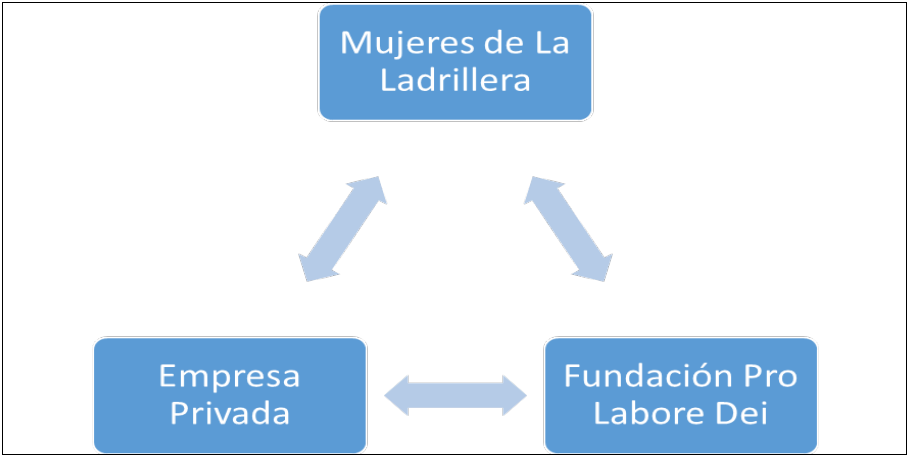 Mujeres de La
Ladrillera
Empresa
Privada
Fundación Pro
Labore Dei